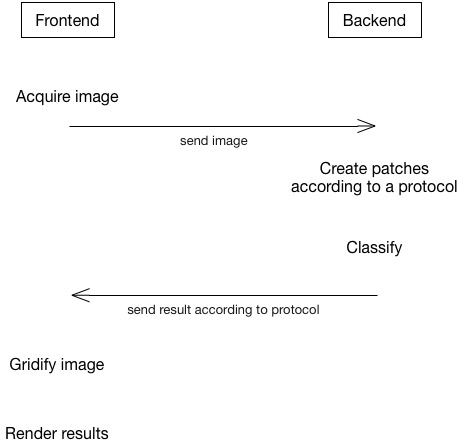 Frontend
Backend
Acquire image
send image
Create patches
according to a protocol
Classify
send result according to protocol
Gridify image
Render results